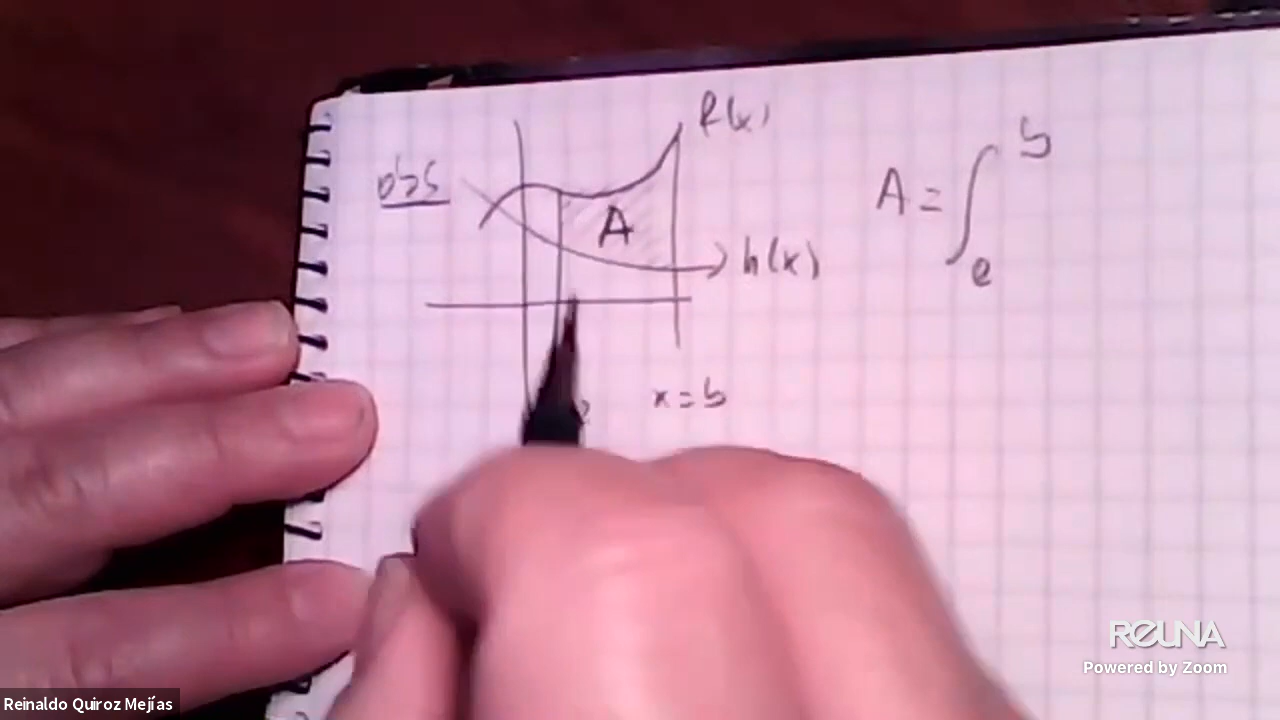 obs
f(x)
A
h(x)
x = b
A = ∫ b a
REUNA
Powered by Zoom
Reinaldo Quiroz Mejías